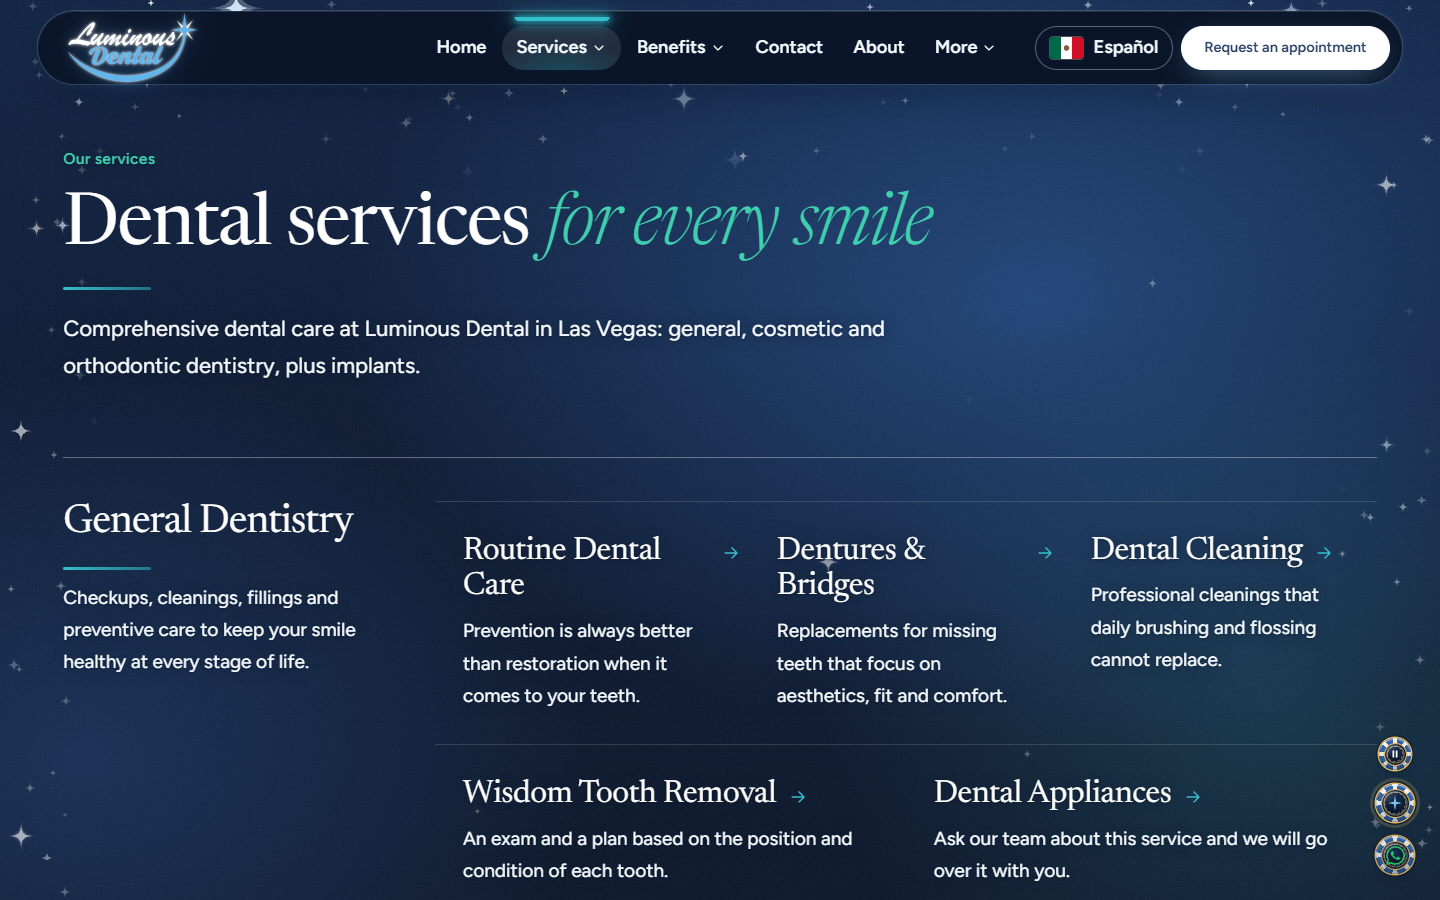 Luminous
Dental
Home
Services
Benefits
Contact
About
More
Español
Request an appointment
Our services
Dental services for every smile
Comprehensive dental care at Luminous Dental in Las Vegas: general, cosmetic and
orthodontic dentistry, plus implants.
General Dentistry
Checkups, cleanings, fillings and
preventive care to keep your smile
healthy at every stage of life.
Routine Dental
Care
Prevention is always better
than restoration when it
comes to your teeth.
Dentures &
Bridges
Replacements for missing
teeth that focus on
aesthetics, fit and comfort.
Dental Cleaning
Professional cleanings that
daily brushing and flossing
cannot replace.
Wisdom Tooth Removal
An exam and a plan based on the position and
condition of each tooth.
Dental Appliances
Ask our team about this service and we will go
over it with you.